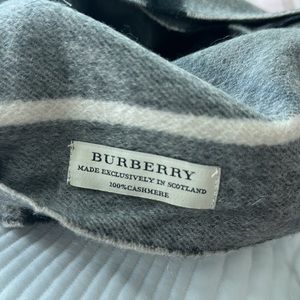 BURBERRY
MADE EXCLUSIVELY IN SCOTLAND
100%CASHMERE